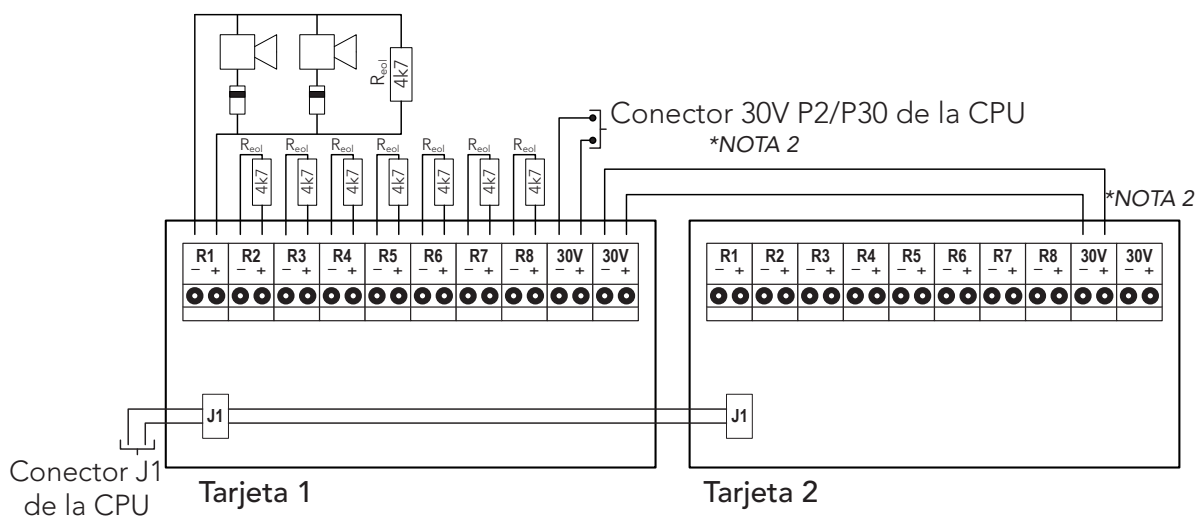 Reol
4k7
Conector 30V P2/P30 de la CPU
*NOTA 2
Reol Reol Reol Reol Reol Reol Reol
4k7 4k7 4k7 4k7 4k7 4k7 4k7
*NOTA 2
R1 R2 R3 R4 R5 R6 R7 R8 30V 30V
– + – + – + – + – + – + – + – + – + – +
R1 R2 R3 R4 R5 R6 R7 R8 30V 30V
– + – + – + – + – + – + – + – + – + – +
J1
J1
Conector J1
de la CPU
Tarjeta 1
Tarjeta 2